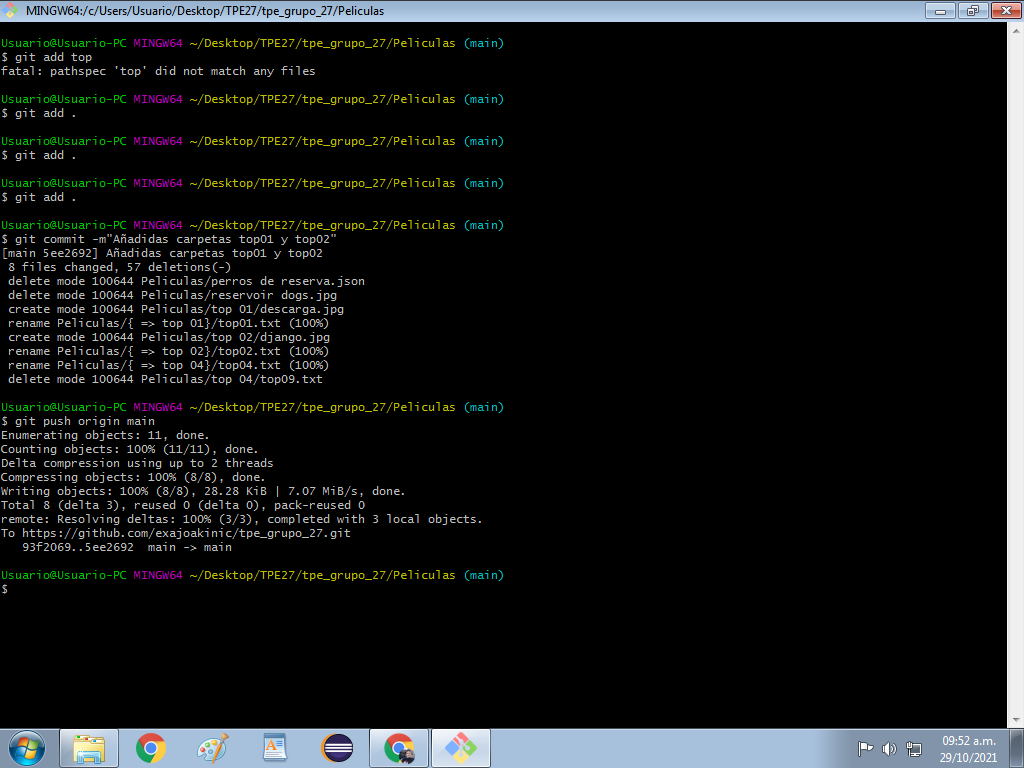 MINGW64:/c/Users/Usuario/Desktop/TPE27/tpe_grupo_27/Peliculas
Usuario@Usuario-PC MINGW64 ~/Desktop/TPE27/tpe_grupo_27/Peliculas (main)
$ git add top
fatal: pathspec 'top' did not match any files
Usuario@Usuario-PC MINGW64 ~/Desktop/TPE27/tpe_grupo_27/Peliculas (main)
$ git add .
Usuario@Usuario-PC MINGW64 ~/Desktop/TPE27/tpe_grupo_27/Peliculas (main)
$ git add .
Usuario@Usuario-PC MINGW64 ~/Desktop/TPE27/tpe_grupo_27/Peliculas (main)
$ git add .
Usuario@Usuario-PC MINGW64 ~/Desktop/TPE27/tpe_grupo_27/Peliculas (main)
$ git commit -m"Añadidas carpetas top01 y top02"
[main 5ee2692] Añadidas carpetas top01 y top02
8 files changed, 57 deletions(-)
delete mode 100644 Peliculas/perros de reserva.json
delete mode 100644 Peliculas/reservoir dogs.jpg
create mode 100644 Peliculas/top 01/descarga.jpg
rename Peliculas/{ => top 01}/top01.txt (100%)
create mode 100644 Peliculas/top 02/django.jpg
rename Peliculas/{ => top 02}/top02.txt (100%)
rename Peliculas/{ => top 04}/top04.txt (100%)
delete mode 100644 Peliculas/top 04/top09.txt
Usuario@Usuario-PC MINGW64 ~/Desktop/TPE27/tpe_grupo_27/Peliculas (main)
$ git push origin main
Enumerating objects: 11, done.
Counting objects: 100% (11/11), done.
Delta compression using up to 2 threads
Compressing objects: 100% (8/8), done.
Writing objects: 100% (8/8), 28.28 KiB | 7.07 MiB/s, done.
Total 8 (delta 3), reused 0 (delta 0), pack-reused 0
remote: Resolving deltas: 100% (3/3), completed with 3 local objects.
To https://github.com/exajoakinic/tpe_grupo_27.git
93f2069..5ee2692  main -> main
Usuario@Usuario-PC MINGW64 ~/Desktop/TPE27/tpe_grupo_27/Peliculas (main)
$
09:52 a.m.
29/10/2021